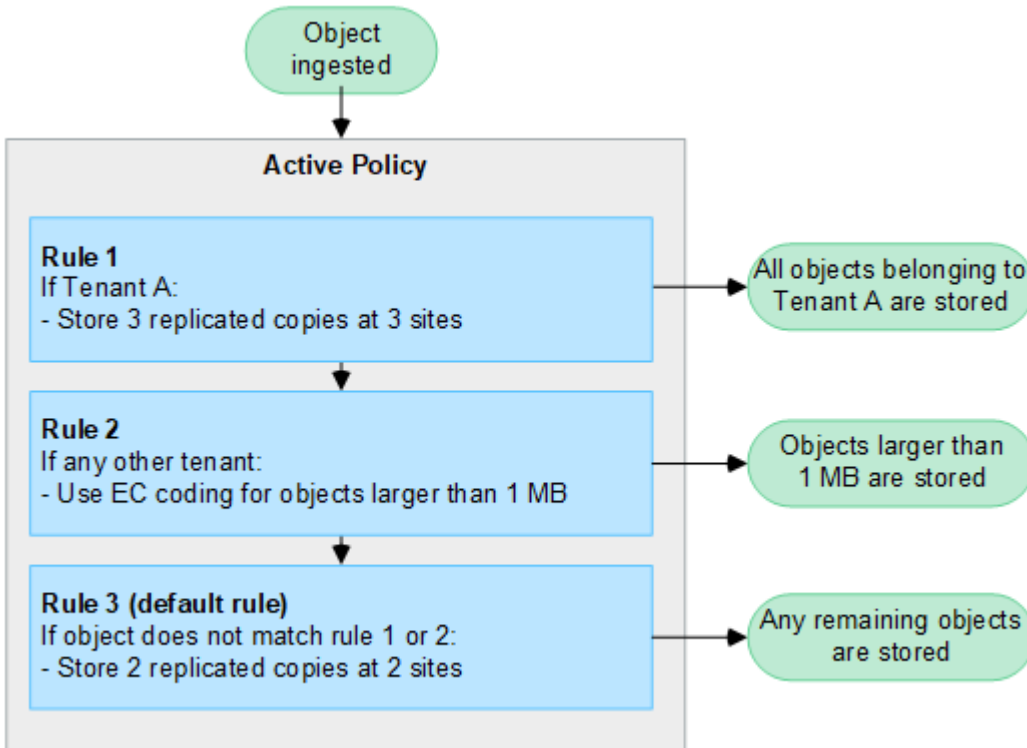 Object
ingested
Active Policy
Rule 1
If Tenant A:
- Store 3 replicated copies at 3 sites
All objects belonging to
Tenant A are stored
Rule 2
If any other tenant:
- Use EC coding for objects larger than 1 MB
Objects larger than
1 MB are stored
Rule 3 (default rule)
If object does not match rule 1 or 2:
- Store 2 replicated copies at 2 sites
Any remaining objects
are stored